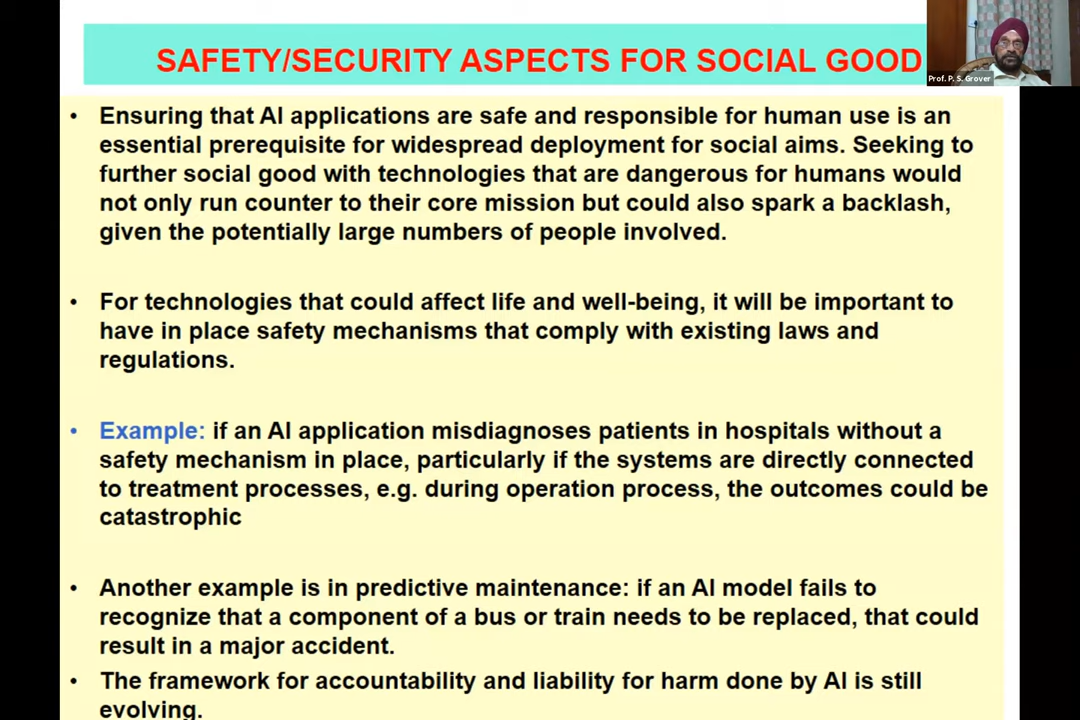 SAFETY/SECURITY ASPECTS FOR SOCIAL GOOD
Prof. P. S. Grover
• Ensuring that AI applications are safe and responsible for human use is an
essential prerequisite for widespread deployment for social aims. Seeking to
further social good with technologies that are dangerous for humans would
not only run counter to their core mission but could also spark a backlash,
given the potentially large numbers of people involved.
• For technologies that could affect life and well-being, it will be important to
have in place safety mechanisms that comply with existing laws and
regulations.
• Example: if an AI application misdiagnoses patients in hospitals without a
safety mechanism in place, particularly if the systems are directly connected
to treatment processes, e.g. during operation process, the outcomes could be
catastrophic
• Another example is in predictive maintenance: if an AI model fails to
recognize that a component of a bus or train needs to be replaced, that could
result in a major accident.
• The framework for accountability and liability for harm done by AI is still
evolving.